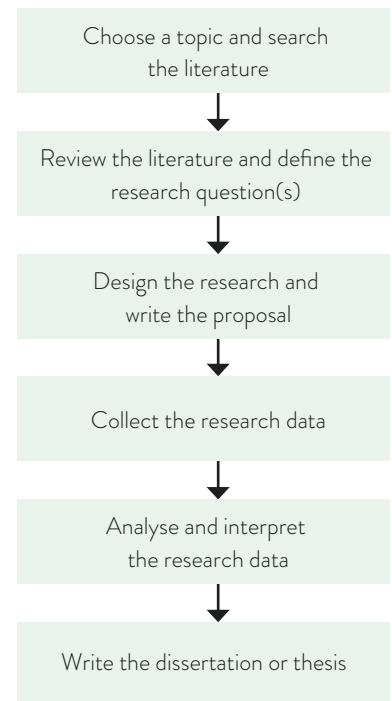 Choose a topic and search
the literature
Review the literature and define the
research question(s)
Design the research and
write the proposal
Collect the research data
Analyse and interpret
the research data
Write the dissertation or thesis